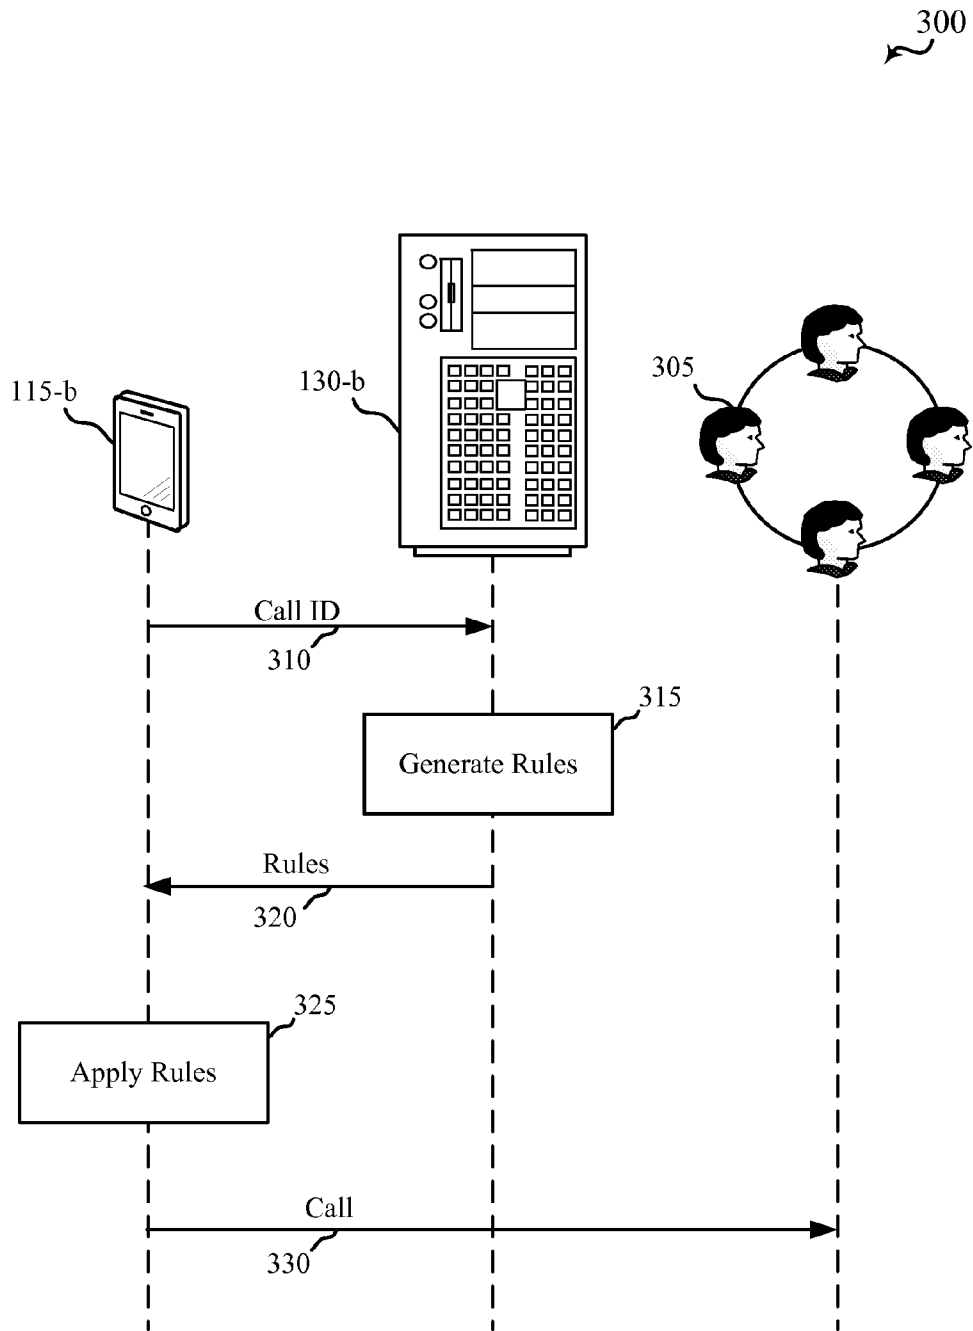 300
305
130-b
115-b
Call ID
310
315
Generate Rules
Rules
320
325
Apply Rules
Call
330